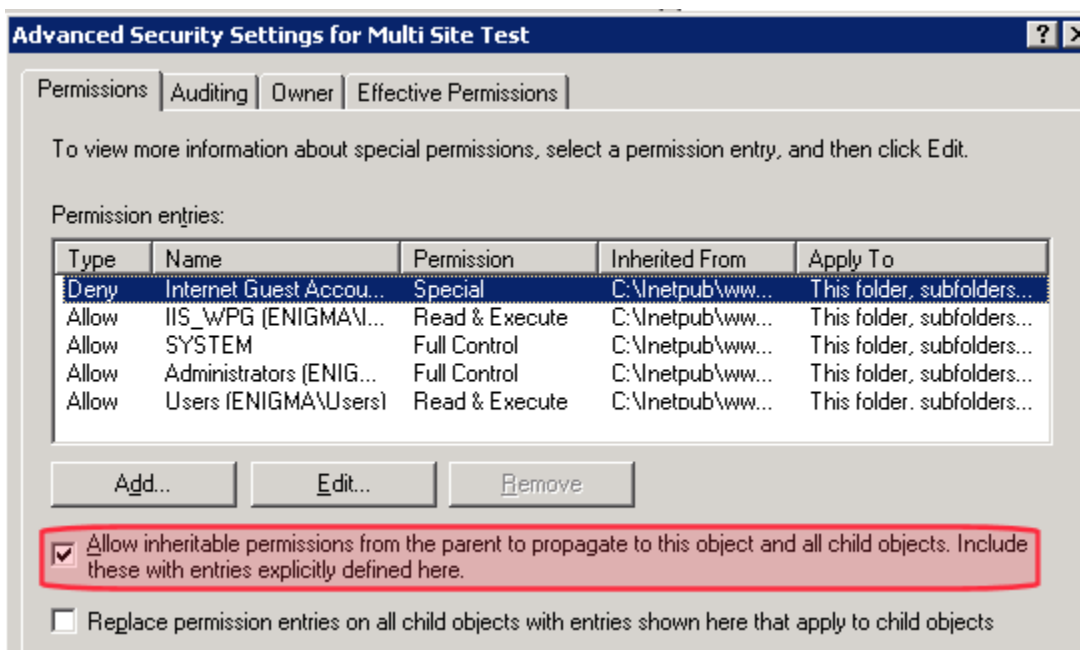 Advanced Security Settings for Multi Site Test
Permissions Auditing Owner Effective Permissions
To view more information about special permissions, select a permission entry, and then click Edit.
Permission entries:
Type Name Permission Inherited From Apply To
Deny Internet Guest Accou... Special C:\Inetpub\ww... This folder, subfolders...
Allow IIS_WPG (ENIGMA\I... Read & Execute C:\Inetpub\ww... This folder, subfolders...
Allow SYSTEM Full Control C:\Inetpub\ww... This folder, subfolders...
Allow Administrators (ENIG... Full Control C:\Inetpub\ww... This folder, subfolders...
Allow Users (ENIGMA\Users) Read & Execute C:\Inetpub\ww... This folder, subfolders...
Add... Edit... Remove
Allow inheritable permissions from the parent to propagate to this object and all child objects. Include
these with entries explicitly defined here.
Replace permission entries on all child objects with entries shown here that apply to child objects